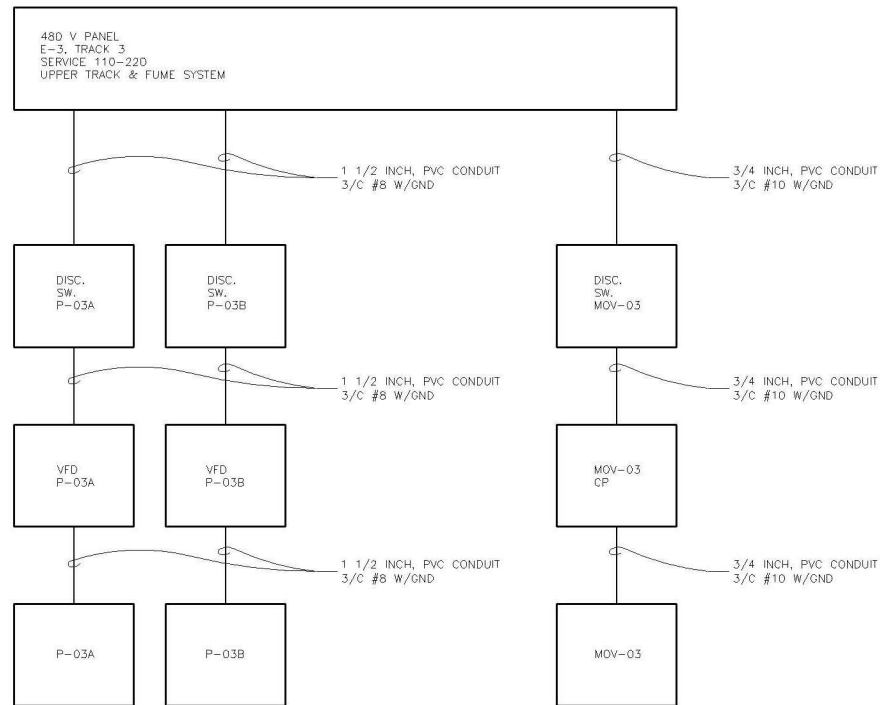 480 V PANEL
E-3, TRACK 3
SERVICE 110-220
UPPER TRACK & FUME SYSTEM
1 1/2 INCH, PVC CONDUIT
3/C #8 W/GND
3/4 INCH, PVC CONDUIT
3/C #10 W/GND
DISC.
SW.
P-03A
DISC.
SW.
P-03B
DISC.
SW.
MOV-03
1 1/2 INCH, PVC CONDUIT
3/C #8 W/GND
3/4 INCH, PVC CONDUIT
3/C #10 W/GND
VFD
P-03A
VFD
P-03B
MOV-03
CP
1 1/2 INCH, PVC CONDUIT
3/C #8 W/GND
3/4 INCH, PVC CONDUIT
3/C #10 W/GND
P-03A
P-03B
MOV-03